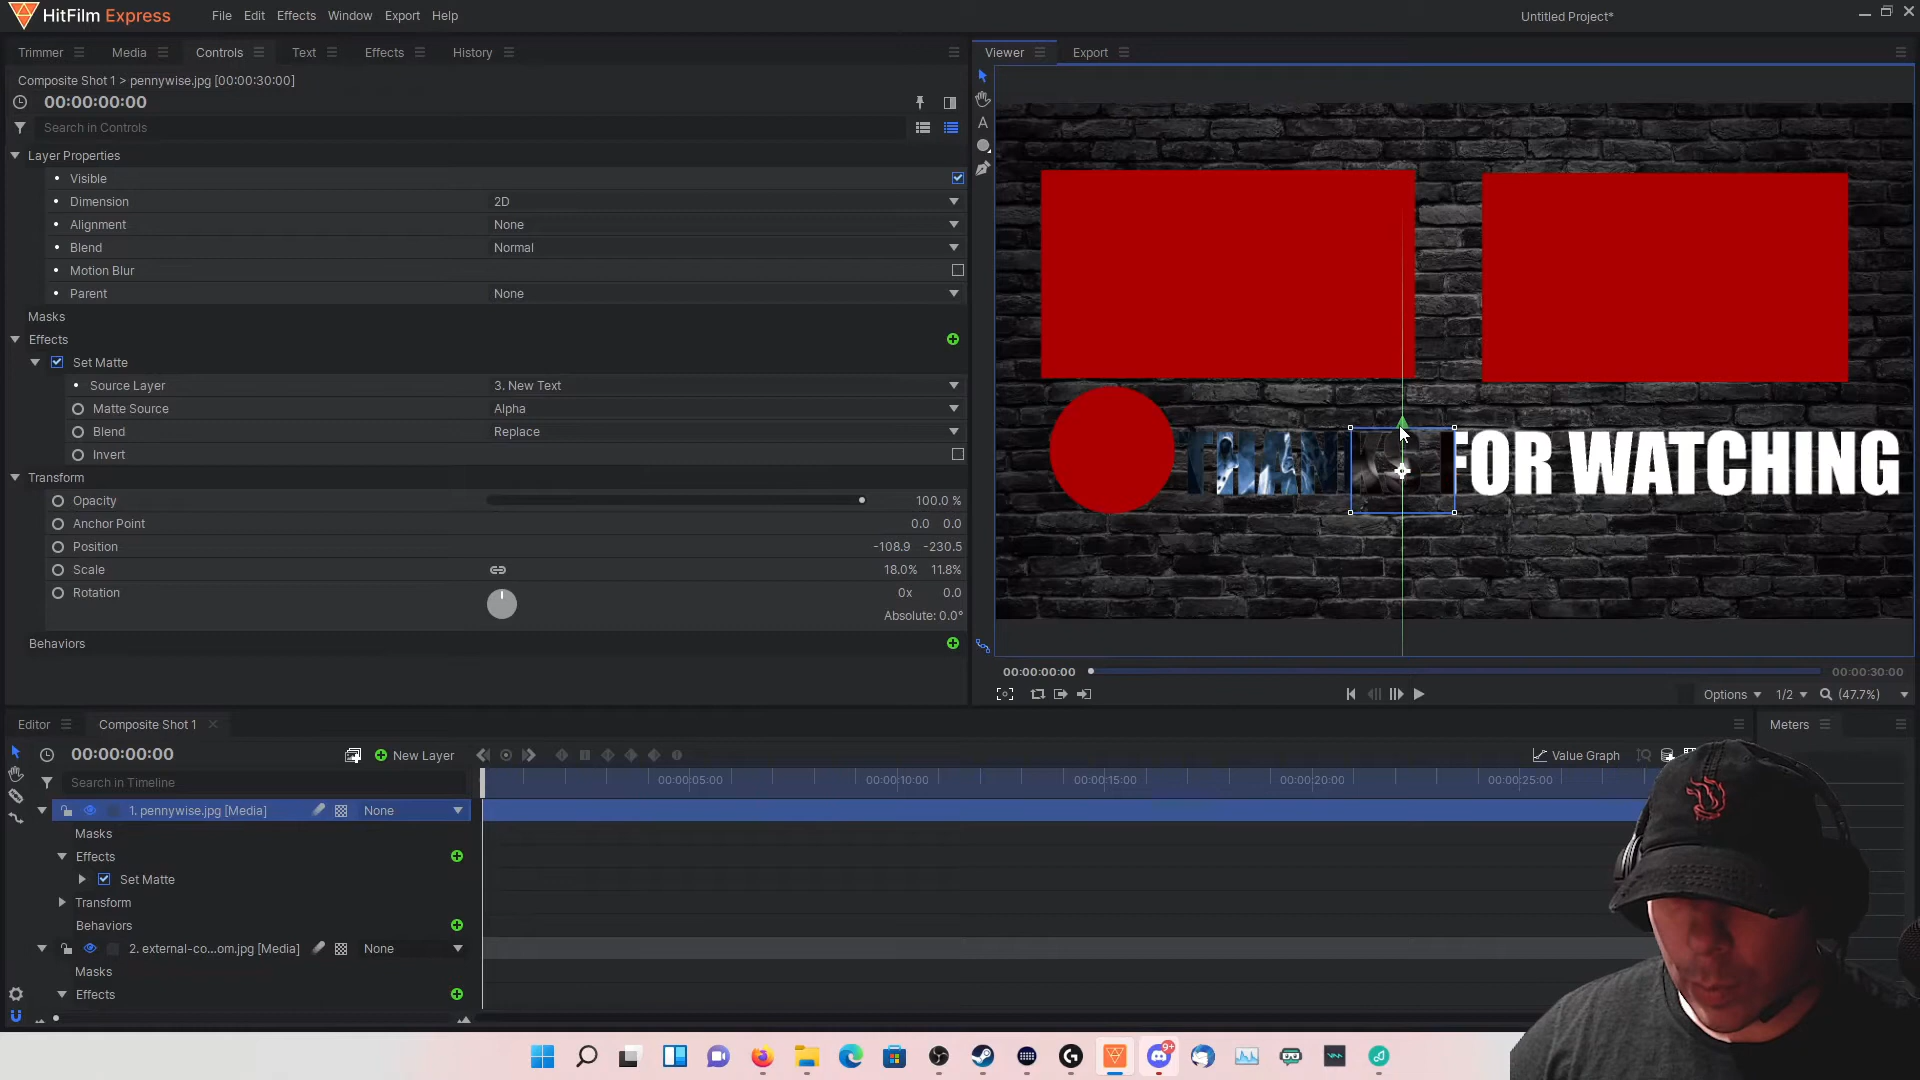 HitFilm Express
File Edit Effects Window Export Help
Untitled Project*
Trimmer Media Controls Text Effects History
Viewer Export
Composite Shot 1 > pennywise.jpg [00:00:30:00]
00:00:00:00
Search in Controls
Layer Properties
Visible
Dimension 2D
Alignment None
Blend Normal
Motion Blur
Parent None
Masks
Effects
Set Matte
Source Layer 3. New Text
Matte Source Alpha
Blend Replace
Invert
Transform
Opacity 100.0 %
Anchor Point 0.0 0.0
Position -108.9 -230.5
Scale 18.0% 11.8%
Rotation 0x 0.0
Absolute: 0.0°
Behaviors
A
THANKS FOR WATCHING
00:00:00:00 00:00:30:00
Options 1/2 (47.7%)
Editor Composite Shot 1
Meters
00:00:00:00 New Layer
Value Graph
Search in Timeline
00:00:05:00 00:00:10:00 00:00:15:00 00:00:20:00 00:00:25:00
1. pennywise.jpg [Media] None
Masks
Effects
Set Matte
Transform
Behaviors
2. external-co...om.jpg [Media] None
Masks
Effects
9+